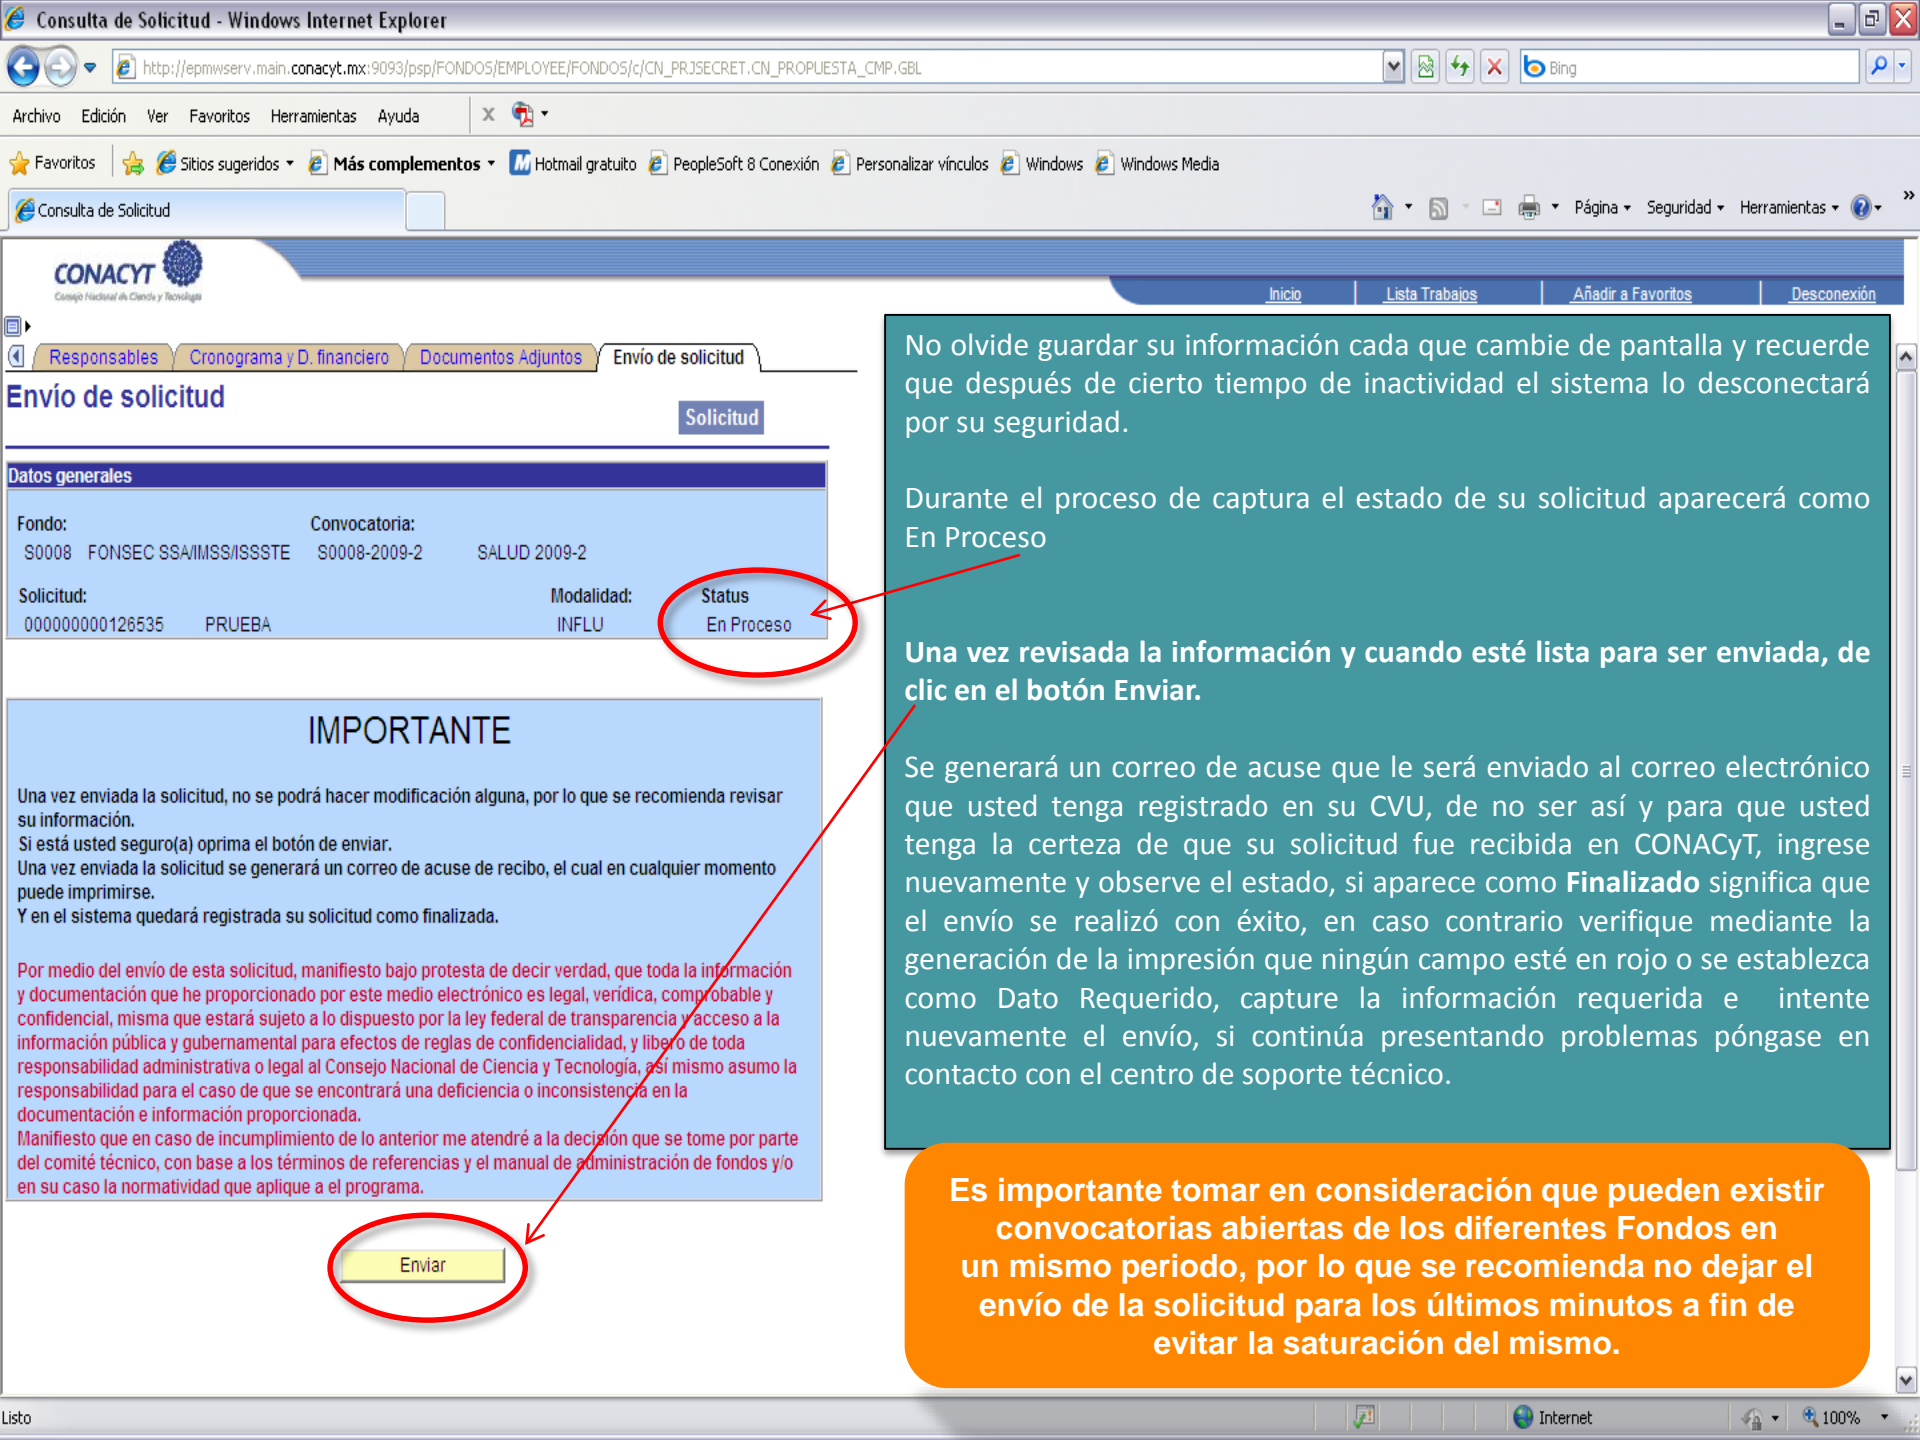 Consulta de Solicitud - Windows Internet Explorer
http://epmwserv.main.conacyt.mx:9093/psp/FONDOS/EMPLOYEE/FONDOS/c/CN_PRJSECRET.CN_PROPUESTA_CMP.GBL
Bing
Archivo Edición Ver Favoritos Herramientas Ayuda
Favoritos Sitios sugeridos Más complementos Hotmail gratuito PeopleSoft 8 Conexión Personalizar vínculos Windows Windows Media
Consulta de Solicitud
Página Seguridad Herramientas
CONACYT
Consejo Nacional de Ciencia y Tecnología
Inicio Lista Trabajos Añadir a Favoritos Desconexión
Responsables Cronograma y D. financiero Documentos Adjuntos Envío de solicitud
Envío de solicitud
Solicitud
Datos generales
Fondo: Convocatoria:
S0008 FONSEC SSA/IMSS/ISSSTE S0008-2009-2 SALUD 2009-2
Solicitud: Modalidad: Status
000000000126535 PRUEBA INFLU En Proceso
IMPORTANTE
Una vez enviada la solicitud, no se podrá hacer modificación alguna, por lo que se recomienda revisar
su información.
Si está usted seguro(a) oprima el botón de enviar.
Una vez enviada la solicitud se generará un correo de acuse de recibo, el cual en cualquier momento
puede imprimirse.
Y en el sistema quedará registrada su solicitud como finalizada.
Por medio del envío de esta solicitud, manifiesto bajo protesta de decir verdad, que toda la información
y documentación que he proporcionado por este medio electrónico es legal, verídica, comprobable y
confidencial, misma que estará sujeto a lo dispuesto por la ley federal de transparencia y acceso a la
información pública y gubernamental para efectos de reglas de confidencialidad, y libero de toda
responsabilidad administrativa o legal al Consejo Nacional de Ciencia y Tecnología, así mismo asumo la
responsabilidad para el caso de que se encontrará una deficiencia o inconsistencia en la
documentación e información proporcionada.
Manifiesto que en caso de incumplimiento de lo anterior me atendré a la decisión que se tome por parte
del comité técnico, con base a los términos de referencias y el manual de administración de fondos y/o
en su caso la normatividad que aplique a el programa.
Enviar
No olvide guardar su información cada que cambie de pantalla y recuerde
que después de cierto tiempo de inactividad el sistema lo desconectará
por su seguridad.
Durante el proceso de captura el estado de su solicitud aparecerá como
En Proceso
Una vez revisada la información y cuando esté lista para ser enviada, de
clic en el botón Enviar.
Se generará un correo de acuse que le será enviado al correo electrónico
que usted tenga registrado en su CVU, de no ser así y para que usted
tenga la certeza de que su solicitud fue recibida en CONACyT, ingrese
nuevamente y observe el estado, si aparece como Finalizado significa que
el envío se realizó con éxito, en caso contrario verifique mediante la
generación de la impresión que ningún campo esté en rojo o se establezca
como Dato Requerido, capture la información requerida e intente
nuevamente el envío, si continúa presentando problemas póngase en
contacto con el centro de soporte técnico.
Es importante tomar en consideración que pueden existir
convocatorias abiertas de los diferentes Fondos en
un mismo periodo, por lo que se recomienda no dejar el
envío de la solicitud para los últimos minutos a fin de
evitar la saturación del mismo.
Listo
Internet
100%